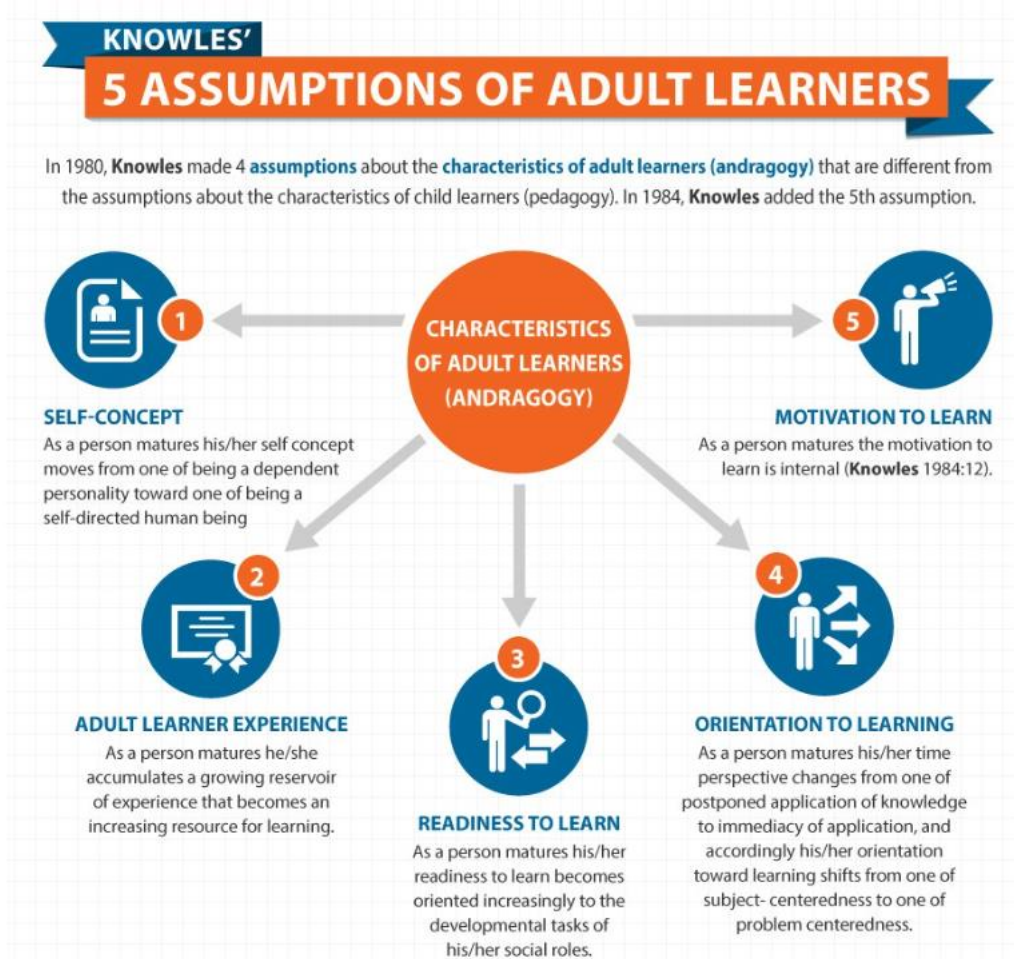 KNOWLES’
5 ASSUMPTIONS OF ADULT LEARNERS
In 1980, Knowles made 4 assumptions about the characteristics of adult learners (andragogy) that are different from
the assumptions about the characteristics of child learners (pedagogy). In 1984, Knowles added the 5th assumption.
CHARACTERISTICS
OF ADULT LEARNERS
(ANDRAGOGY)
1
SELF-CONCEPT
As a person matures his/her self concept
moves from one of being a dependent
personality toward one of being a
self-directed human being
2
ADULT LEARNER EXPERIENCE
As a person matures he/she
accumulates a growing reservoir
of experience that becomes an
increasing resource for learning.
3
READINESS TO LEARN
As a person matures his/her
readiness to learn becomes
oriented increasingly to the
developmental tasks of
his/her social roles.
4
ORIENTATION TO LEARNING
As a person matures his/her time
perspective changes from one of
postponed application of knowledge
to immediacy of application, and
accordingly his/her orientation
toward learning shifts from one of
subject- centeredness to one of
problem centeredness.
5
MOTIVATION TO LEARN
As a person matures the motivation to
learn is internal (Knowles 1984:12).